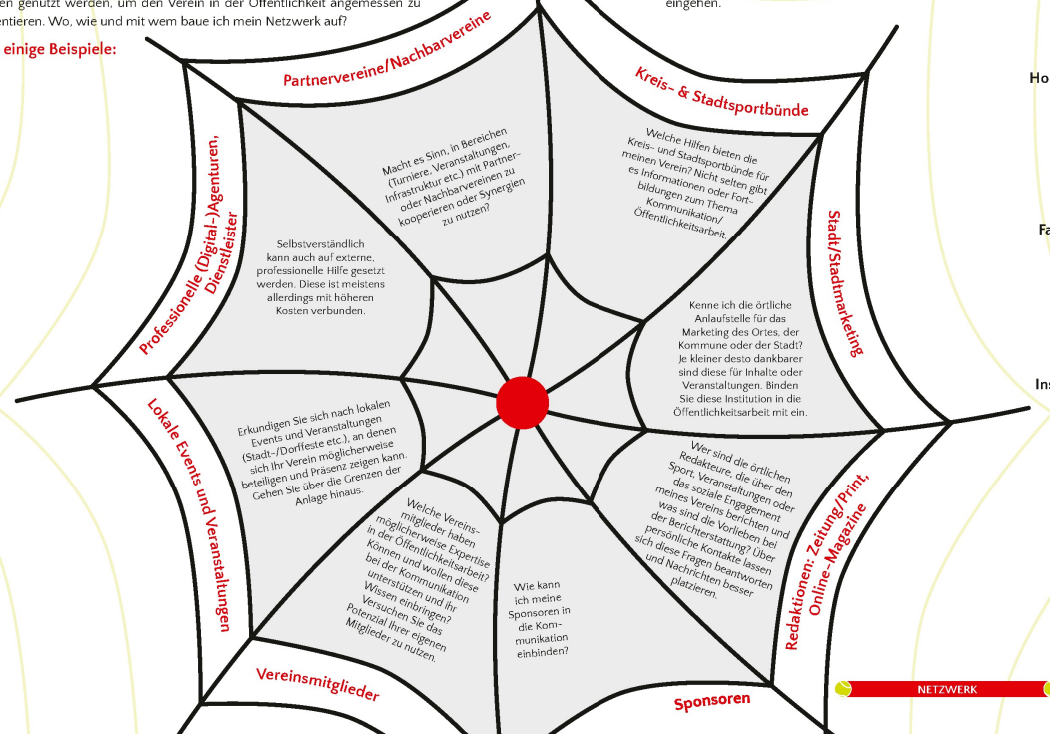 genutzt werden, um den Verein in der Öffentlichkeit angemessen zu
Wo, wie und mit wem baue ich mein Netzwerk auf?
einige Beispiele:
eingehen.
Partnervereine/Nachbarvereine
Macht es Sinn, in Bereichen
(Turniere, Veranstaltungen,
Infrastruktur etc.) mit Partner-
oder Nachbarvereinen zu
kooperieren oder Synergien
zu nutzen?
Kreis- & Stadtsportbünde
Welche Hilfen bieten die
Kreis- und Stadtsportbünde für
meinen Verein? Nicht selten gibt
es Informationen oder Fort-
bildungen zum Thema
Kommunikation/
Öffentlichkeitsarbeit.
Stadt/Stadtmarketing
Kenne ich die örtliche
Anlaufstelle für das
Marketing des Ortes, der
Kommune oder der Stadt?
Je kleiner desto dankbarer
sind diese für Inhalte oder
Veranstaltungen. Binden
Sie diese Institution in die
Öffentlichkeitsarbeit mit ein.
Redaktionen: Zeitung/Print,
Online-Magazine
Wer sind die örtlichen
Redakteure, die über den
Sport, Veranstaltungen oder
das soziale Engagement
meines Vereins berichten und
was sind die Vorlieben bei
der Berichterstattung? Über
persönliche Kontakte lassen
sich diese Fragen beantworten
und Nachrichten besser
platzieren.
Sponsoren
Wie kann
ich meine
Sponsoren in
die Kom-
munikation
einbinden?
Vereinsmitglieder
Welche Vereins-
mitglieder haben
möglicherweise Expertise
in der Öffentlichkeitsarbeit?
Können und wollen diese
bei der Kommunikation
unterstützen und ihr
Wissen einbringen?
Versuchen Sie das
Potenzial Ihrer eigenen
Mitglieder zu nutzen.
Lokale Events und Veranstaltungen
Erkundigen Sie sich nach lokalen
Events und Veranstaltungen
(Stadt-/Dorffeste etc.), an denen
sich Ihr Verein möglicherweise
beteiligen und Präsenz zeigen kann.
Gehen Sie über die Grenzen der
Anlage hinaus.
Professionelle (Digital-)Agenturen,
Dienstleister
Selbstverständlich
kann auch auf externe,
professionelle Hilfe gesetzt
werden. Diese ist meistens
allerdings mit höheren
Kosten verbunden.
NETZWERK